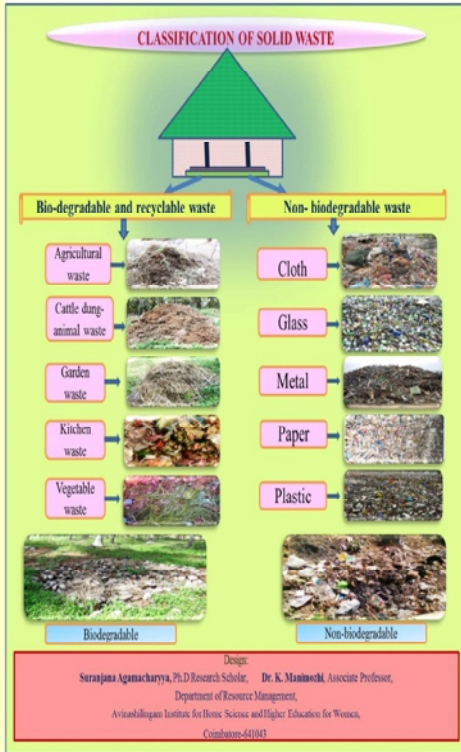 CLASSIFICATION OF SOLID WASTE
Bio-degradable and recyclable waste
Agricultural
waste
Cattle dung-
animal waste
Garden
waste
Kitchen
waste
Vegetable
waste
Biodegradable
Non- biodegradable waste
Cloth
Glass
Metal
Paper
Plastic
Non-biodegradable
Design:
Suranjana Agamacharyya, Ph.D Research Scholar, Dr. K. Manimozhi, Associate Professor,
Department of Resource Management,
Avinashilingam Institute for Home Science and Higher Education for Women,
Coimbatore-641043